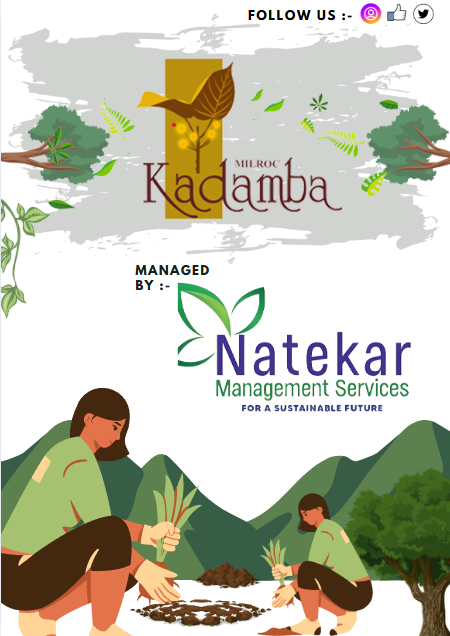 FOLLOW US :-
MILROC
Kadamba
MANAGED
BY :-
Natekar
Management Services
FOR A SUSTAINABLE FUTURE